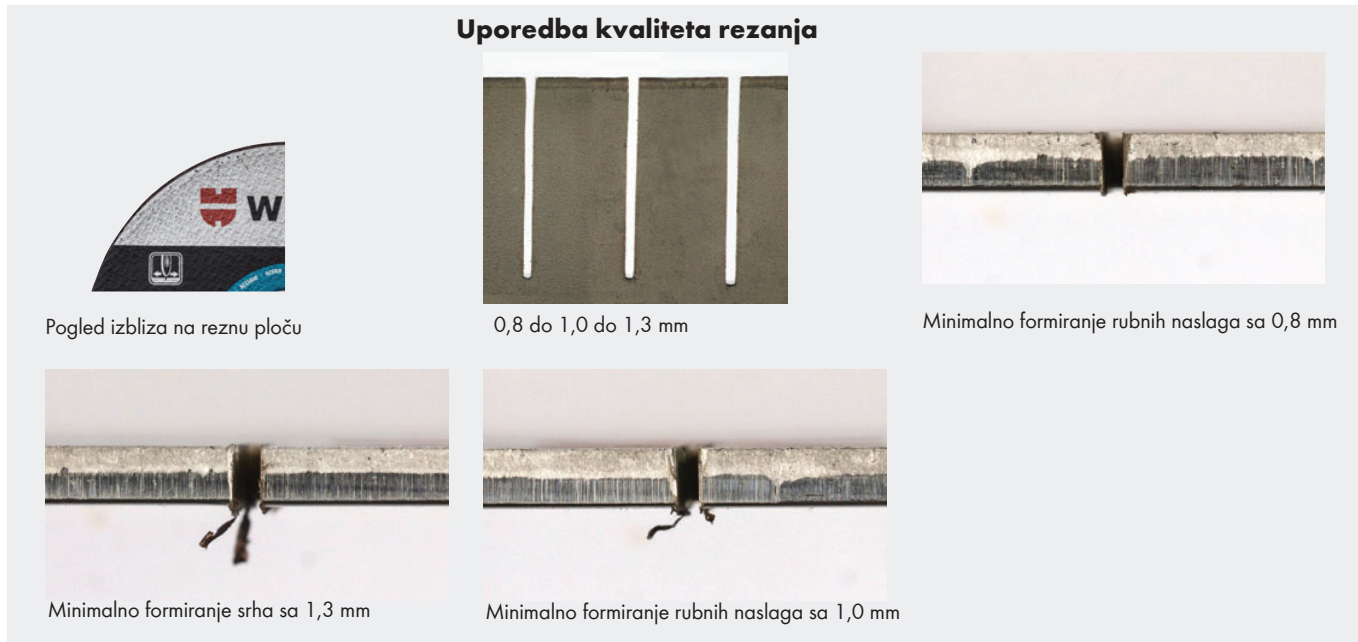 Uporedba kvaliteta rezanja
W
Pogled izbliza na reznu ploču
0,8 do 1,0 do 1,3 mm
Minimalno formiranje rubnih naslaga sa 0,8 mm
Minimalno formiranje srha sa 1,3 mm
Minimalno formiranje rubnih naslaga sa 1,0 mm